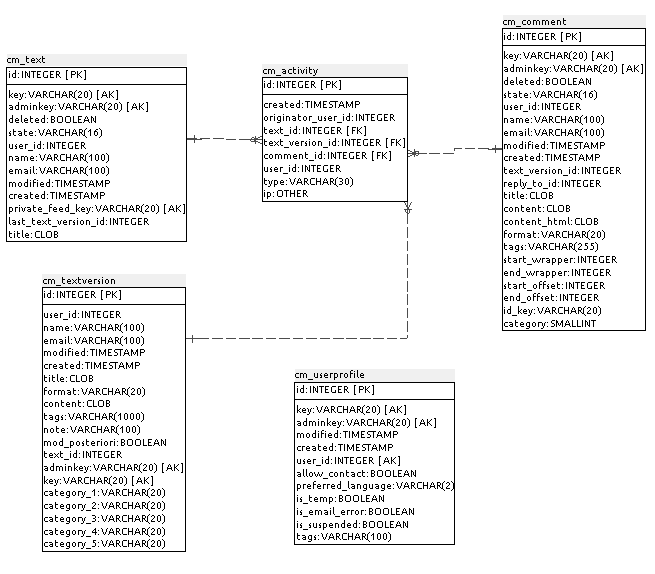 cm_text
id:INTEGER [PK]
key:VARCHAR(20) [AK]
adminkey:VARCHAR(20) [AK]
deleted:BOOLEAN
state:VARCHAR(16)
user_id:INTEGER
name:VARCHAR(100)
email:VARCHAR(100)
modified:TIMESTAMP
created:TIMESTAMP
private_feed_key:VARCHAR(20) [AK]
last_text_version_id:INTEGER
title:CLOB
cm_activity
id:INTEGER [PK]
created:TIMESTAMP
originator_user_id:INTEGER
text_id:INTEGER [FK]
text_version_id:INTEGER [FK]
comment_id:INTEGER [FK]
user_id:INTEGER
type:VARCHAR(30)
ip:OTHER
cm_comment
id:INTEGER [PK]
key:VARCHAR(20) [AK]
adminkey:VARCHAR(20) [AK]
deleted:BOOLEAN
state:VARCHAR(16)
user_id:INTEGER
name:VARCHAR(100)
email:VARCHAR(100)
modified:TIMESTAMP
created:TIMESTAMP
text_version_id:INTEGER
reply_to_id:INTEGER
title:CLOB
content:CLOB
content_html:CLOB
format:VARCHAR(20)
tags:VARCHAR(255)
start_wrapper:INTEGER
end_wrapper:INTEGER
start_offset:INTEGER
end_offset:INTEGER
id_key:VARCHAR(20)
category:SMALLINT
cm_textversion
id:INTEGER [PK]
user_id:INTEGER
name:VARCHAR(100)
email:VARCHAR(100)
modified:TIMESTAMP
created:TIMESTAMP
title:CLOB
format:VARCHAR(20)
content:CLOB
tags:VARCHAR(1000)
note:VARCHAR(100)
mod_posteriori:BOOLEAN
text_id:INTEGER
adminkey:VARCHAR(20) [AK]
key:VARCHAR(20) [AK]
category_1:VARCHAR(20)
category_2:VARCHAR(20)
category_3:VARCHAR(20)
category_4:VARCHAR(20)
category_5:VARCHAR(20)
cm_userprofile
id:INTEGER [PK]
key:VARCHAR(20) [AK]
adminkey:VARCHAR(20) [AK]
modified:TIMESTAMP
created:TIMESTAMP
user_id:INTEGER [AK]
allow_contact:BOOLEAN
preferred_language:VARCHAR(2)
is_temp:BOOLEAN
is_email_error:BOOLEAN
is_suspended:BOOLEAN
tags:VARCHAR(100)